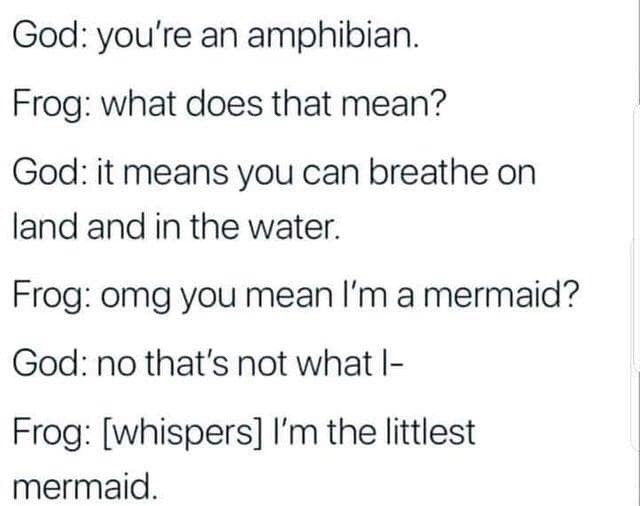 God: you're an amphibian.
Frog: what does that mean?
God: it means you can breathe on
land and in the water.
Frog: omg you mean I'm a mermaid?
God: no that's not what I-
Frog: [whispers] I'm the littlest
mermaid.